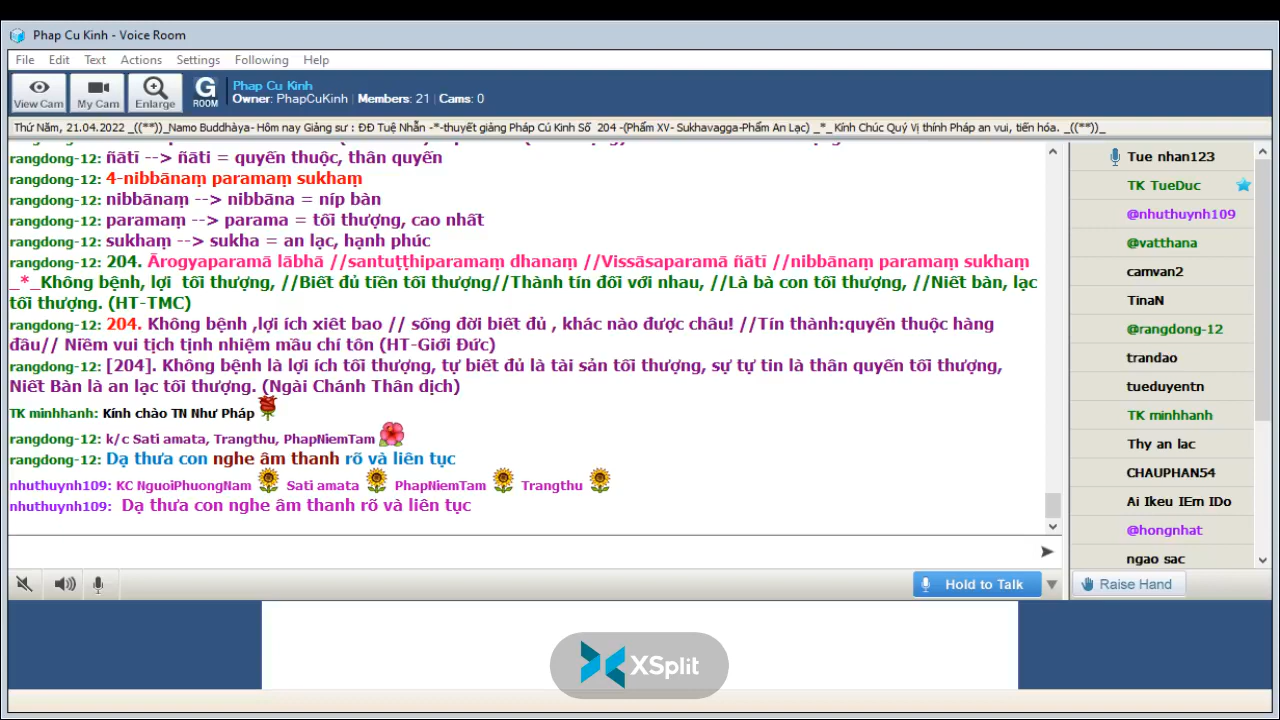 Phap Cu Kinh - Voice Room
File Edit Text Actions Settings Following Help
View Cam My Cam Enlarge G ROOM
Phap Cu Kinh
Owner: PhapCuKinh | Members: 21 | Cams: 0
Thứ Năm, 21.04.2022 _((**))_Namo Buddhàya- Hôm nay Giảng sư : ĐĐ Tuệ Nhẫn -*-thuyết giảng Pháp Cú Kinh Số 204 -(Phẩm XV- Sukhavagga-Phẩm An Lạc) _*_ Kính Chúc Quý Vị thính Pháp an vui, tiến hóa. _((**))_
rangdong-12: ñātī --> ñāti = quyến thuộc, thân quyến
rangdong-12: 4-nibbānaṃ paramaṃ sukhaṃ
rangdong-12: nibbānaṃ --> nibbāna = níp bàn
rangdong-12: paramaṃ --> parama = tối thượng, cao nhất
rangdong-12: sukhaṃ --> sukha = an lạc, hạnh phúc
rangdong-12: 204. Ārogyaparamā lābhā //santuṭṭhiparamaṃ dhanaṃ //Vissāsaparamā ñātī //nibbānaṃ paramaṃ sukhaṃ
_*_Không bệnh, lợi tối thượng, //Biết đủ tiền tối thượng//Thành tín đối với nhau, //Là bà con tối thượng, //Niết bàn, lạc
tối thượng. (HT-TMC)
rangdong-12: 204. Không bệnh ,lợi ích xiêt bao // sống đời biết đủ , khác nào được châu! //Tín thành:quyến thuộc hàng
đầu// Niềm vui tịch tịnh nhiệm mầu chí tôn (HT-Giới Đức)
rangdong-12: [204]. Không bệnh là lợi ích tối thượng, tự biết đủ là tài sản tối thượng, sự tự tin là thân quyến tối thượng,
Niết Bàn là an lạc tối thượng. (Ngài Chánh Thân dịch)
TK minhhanh: Kính chào TN Như Pháp
rangdong-12: k/c Sati amata, Trangthu, PhapNiemTam
rangdong-12: Dạ thưa con nghe âm thanh rõ và liên tục
nhuthuynh109: KC NguoiPhuongNam Sati amata PhapNiemTam Trangthu
nhuthuynh109: Dạ thưa con nghe âm thanh rõ và liên tục
Hold to Talk
Tue nhan123
TK TueDuc
@nhuthuynh109
@vatthana
camvan2
TinaN
@rangdong-12
trandao
tueduyentn
TK minhhanh
Thy an lac
CHAUPHAN54
Ai Ikeu IEm IDo
@hongnhat
ngao sac
Raise Hand
XSplit